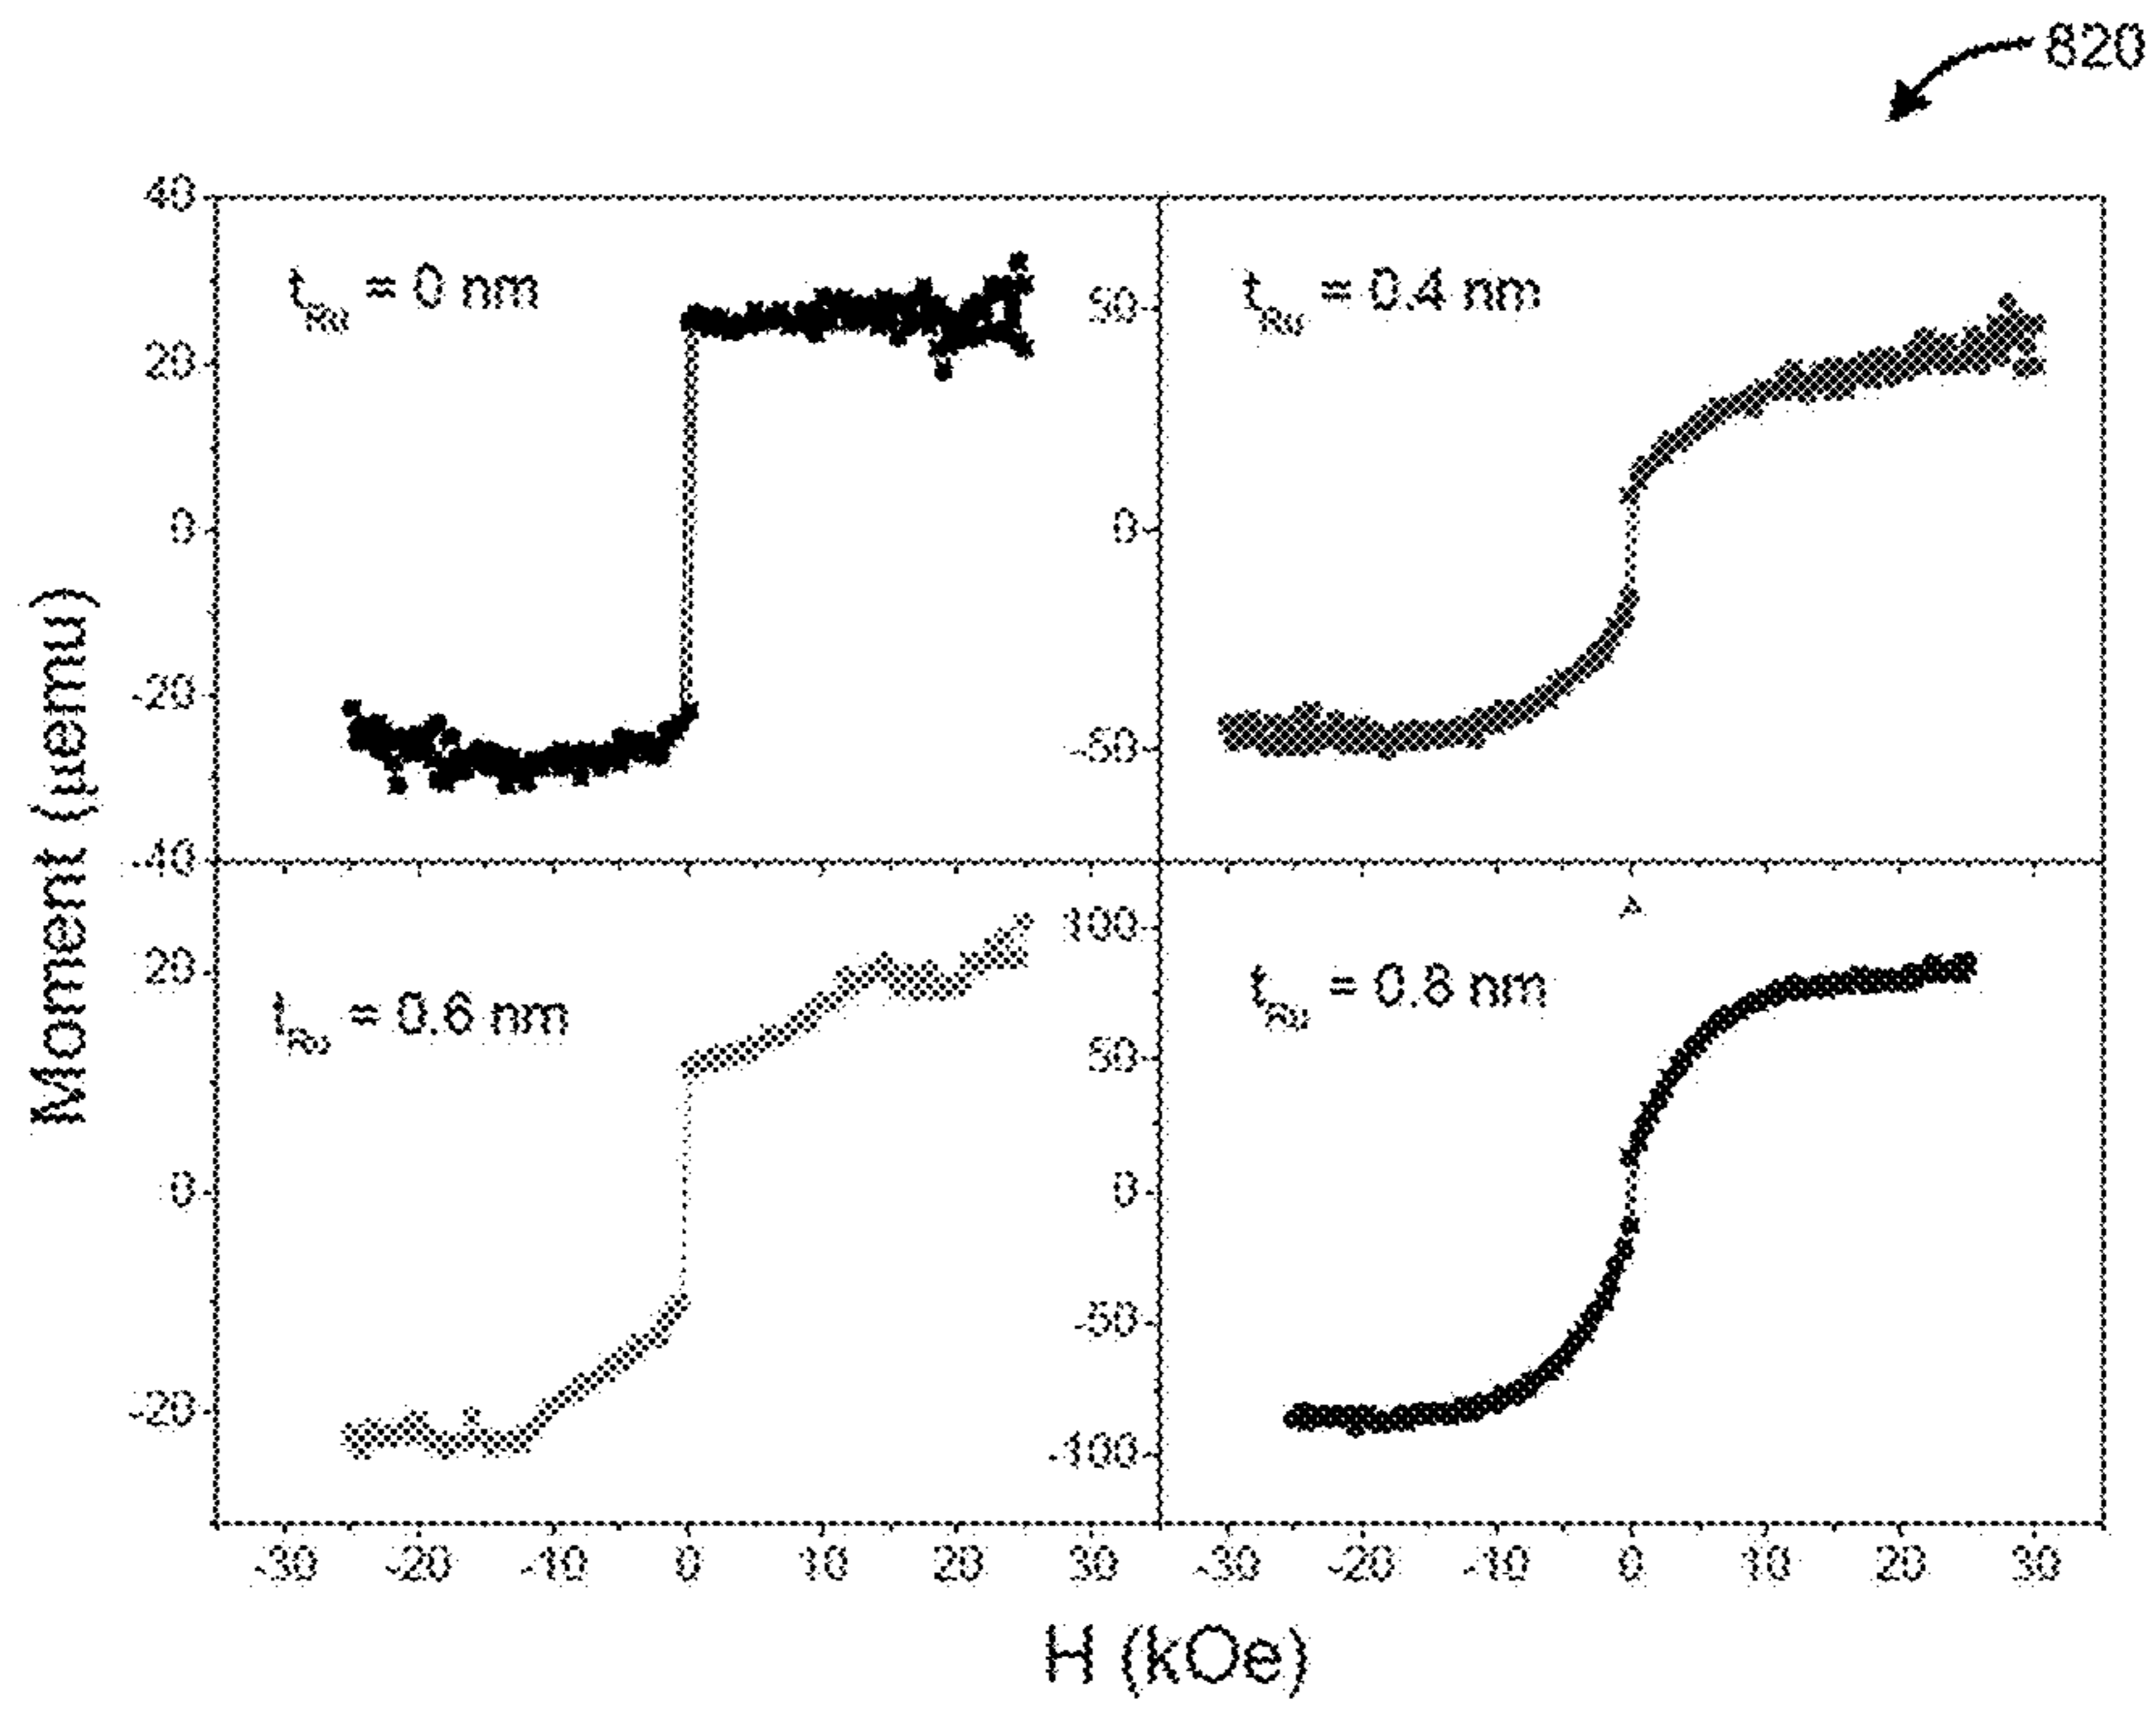 620
40
20
0
-20
-40
t_Ru = 0 nm
50
0
-50
t_Ru = 0.4 nm
Moment (μemu)
20
0
-20
t_Ru = 0.6 nm
100
50
0
-50
-100
t_Ru = 0.8 nm
-30 -20 -10 0 10 20 30
-30 -20 -10 0 10 20 30
H (kOe)